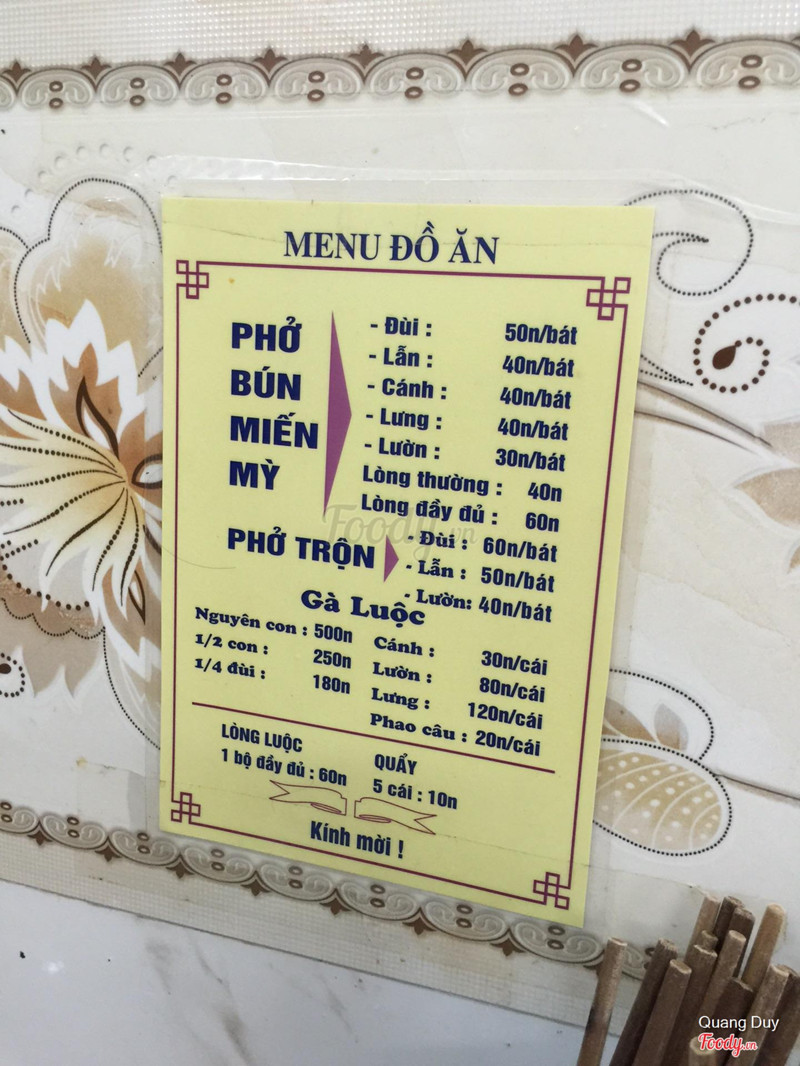 MENU ĐỒ ĂN
PHỞ
BÚN
MIẾN
MỲ
- Đùi : 50n/bát
- Lẫn : 40n/bát
- Cánh : 40n/bát
- Lưng : 40n/bát
- Lườn : 30n/bát
Lòng thường : 40n
Lòng đầy đủ : 60n
PHỞ TRỘN
- Đùi : 60n/bát
- Lẫn : 50n/bát
- Lườn: 40n/bát
Gà Luộc
Nguyên con : 500n
1/2 con : 250n
1/4 đùi : 180n
Cánh : 30n/cái
Lườn : 80n/cái
Lưng : 120n/cái
Phao câu : 20n/cái
LÒNG LUỘC
1 bộ đầy đủ : 60n
QUẨY
5 cái : 10n
Kính mời !
Foody.vn
Quang Duy
Foody.vn